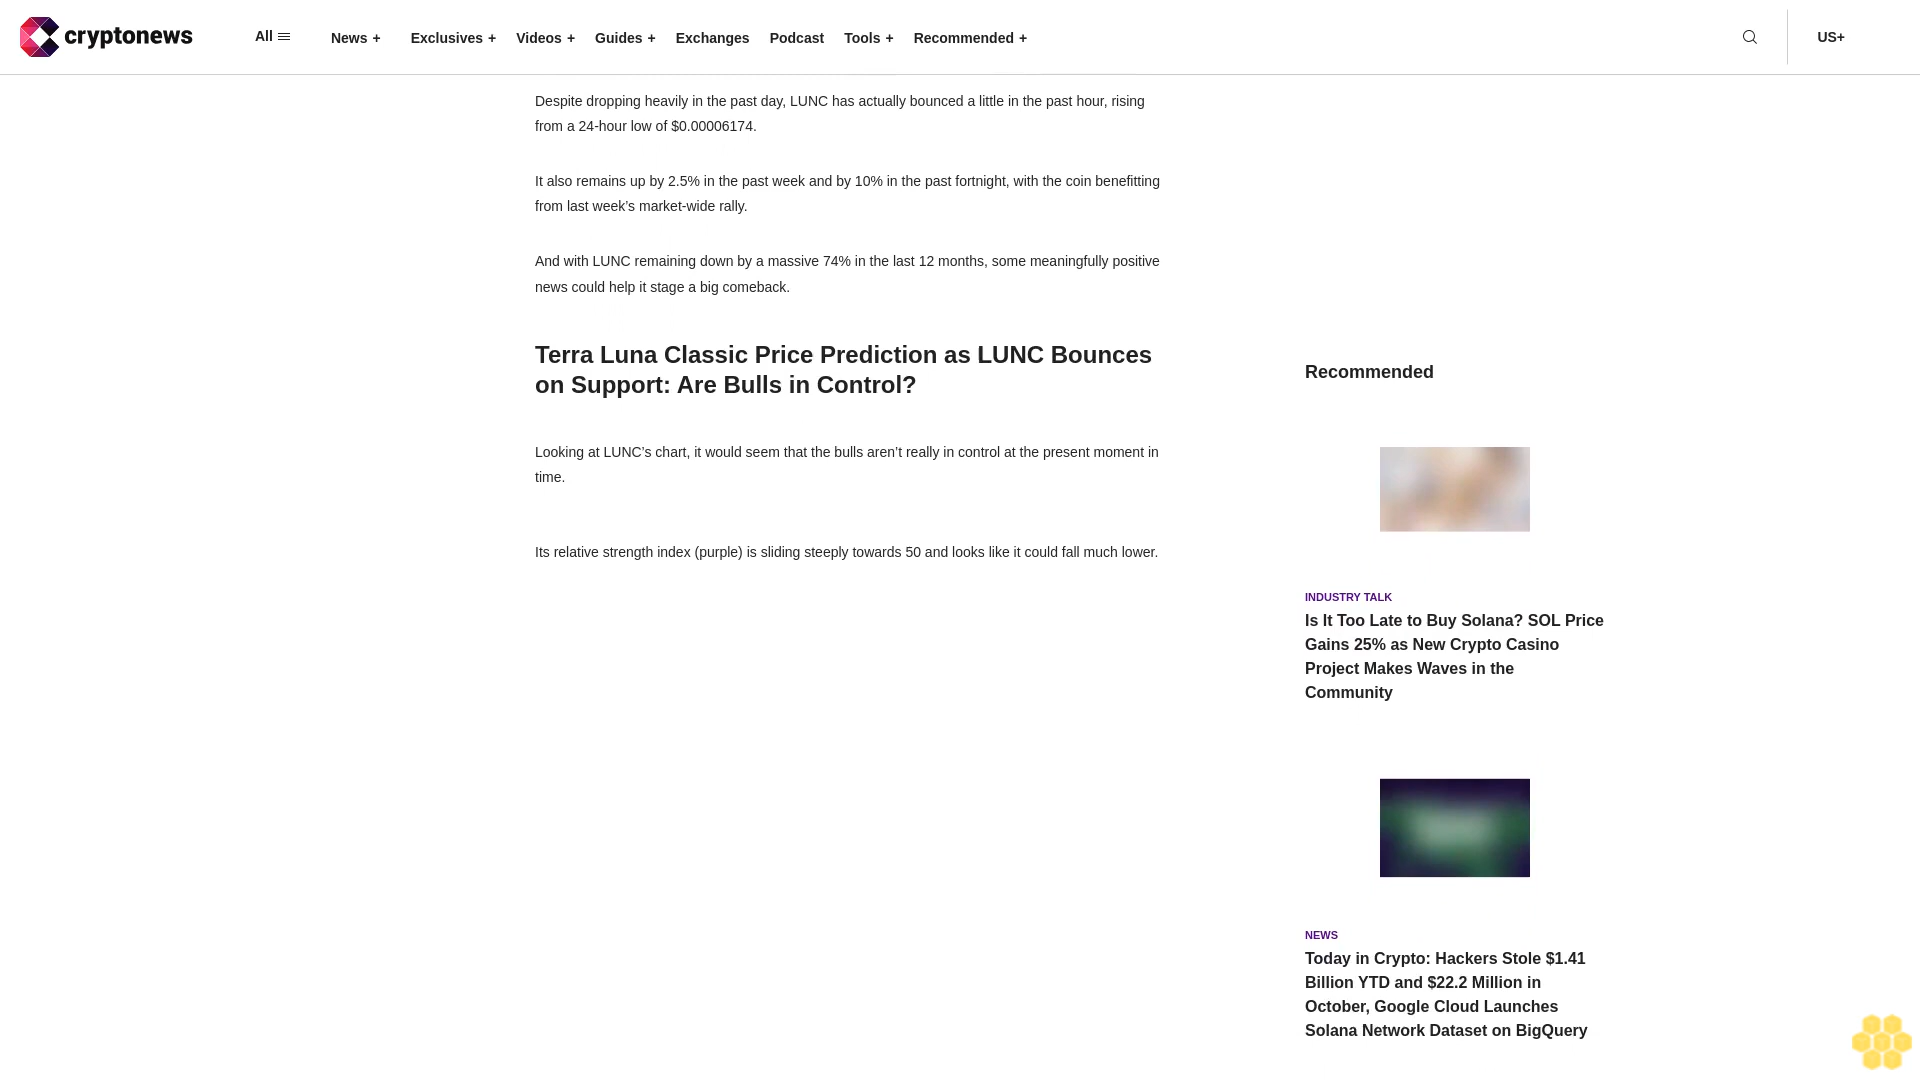 cryptonews
All
News +
Exclusives +
Videos +
Guides +
Exchanges
Podcast
Tools +
Recommended +
US+
Despite dropping heavily in the past day, LUNC has actually bounced a little in the past hour, rising
from a 24-hour low of $0.00006174.
It also remains up by 2.5% in the past week and by 10% in the past fortnight, with the coin benefitting
from last week’s market-wide rally.
And with LUNC remaining down by a massive 74% in the last 12 months, some meaningfully positive
news could help it stage a big comeback.
Terra Luna Classic Price Prediction as LUNC Bounces
on Support: Are Bulls in Control?
Looking at LUNC’s chart, it would seem that the bulls aren’t really in control at the present moment in
time.
Its relative strength index (purple) is sliding steeply towards 50 and looks like it could fall much lower.
Recommended
INDUSTRY TALK
Is It Too Late to Buy Solana? SOL Price
Gains 25% as New Crypto Casino
Project Makes Waves in the
Community
NEWS
Today in Crypto: Hackers Stole $1.41
Billion YTD and $22.2 Million in
October, Google Cloud Launches
Solana Network Dataset on BigQuery